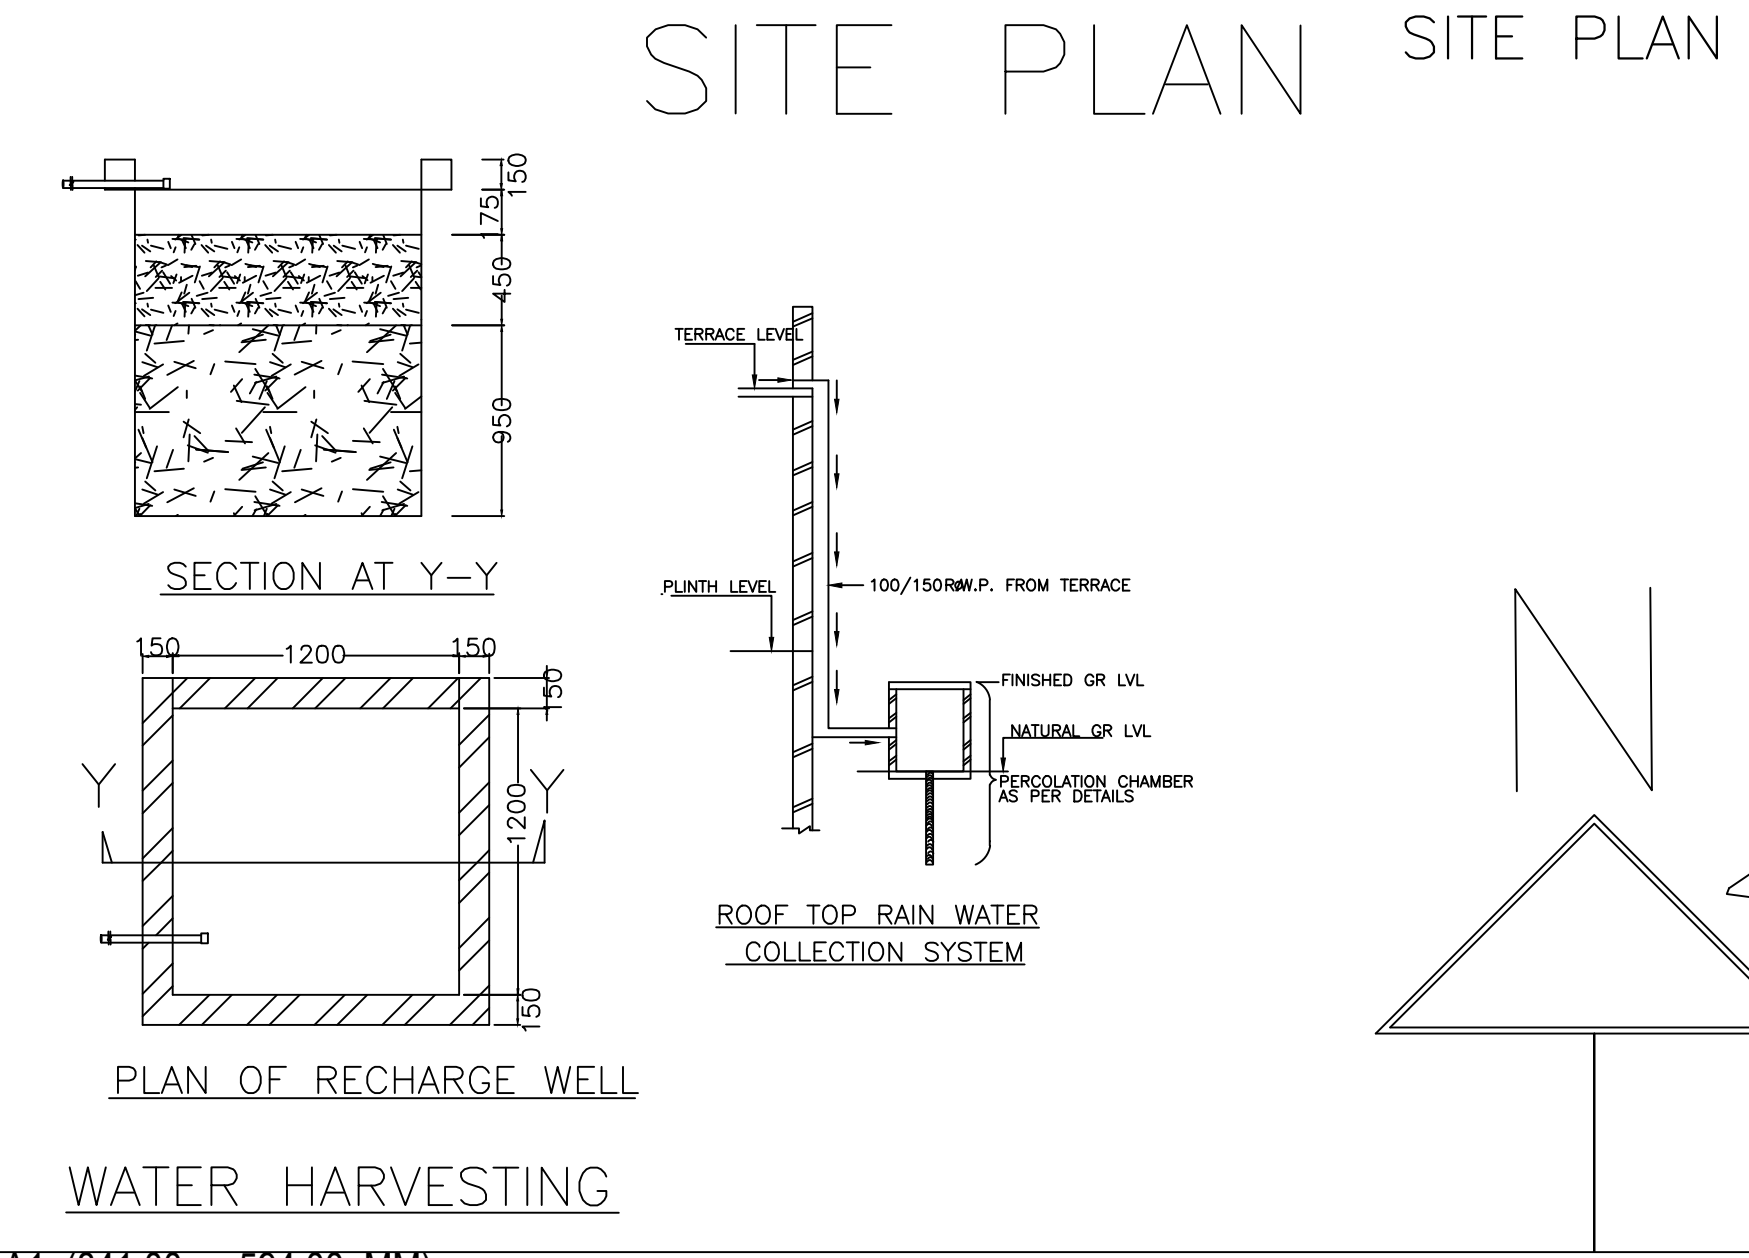 SITE PLAN
SITE PLAN
150
175
450
950
SECTION AT Y-Y
TERRACE LEVEL
PLINTH LEVEL
100/150 R.W.P. FROM TERRACE
FINISHED GR LVL
NATURAL GR LVL
PERCOLATION CHAMBER
AS PER DETAILS
ROOF TOP RAIN WATER
COLLECTION SYSTEM
150
1200
150
150
Y
Y
1200
150
PLAN OF RECHARGE WELL
WATER HARVESTING
N